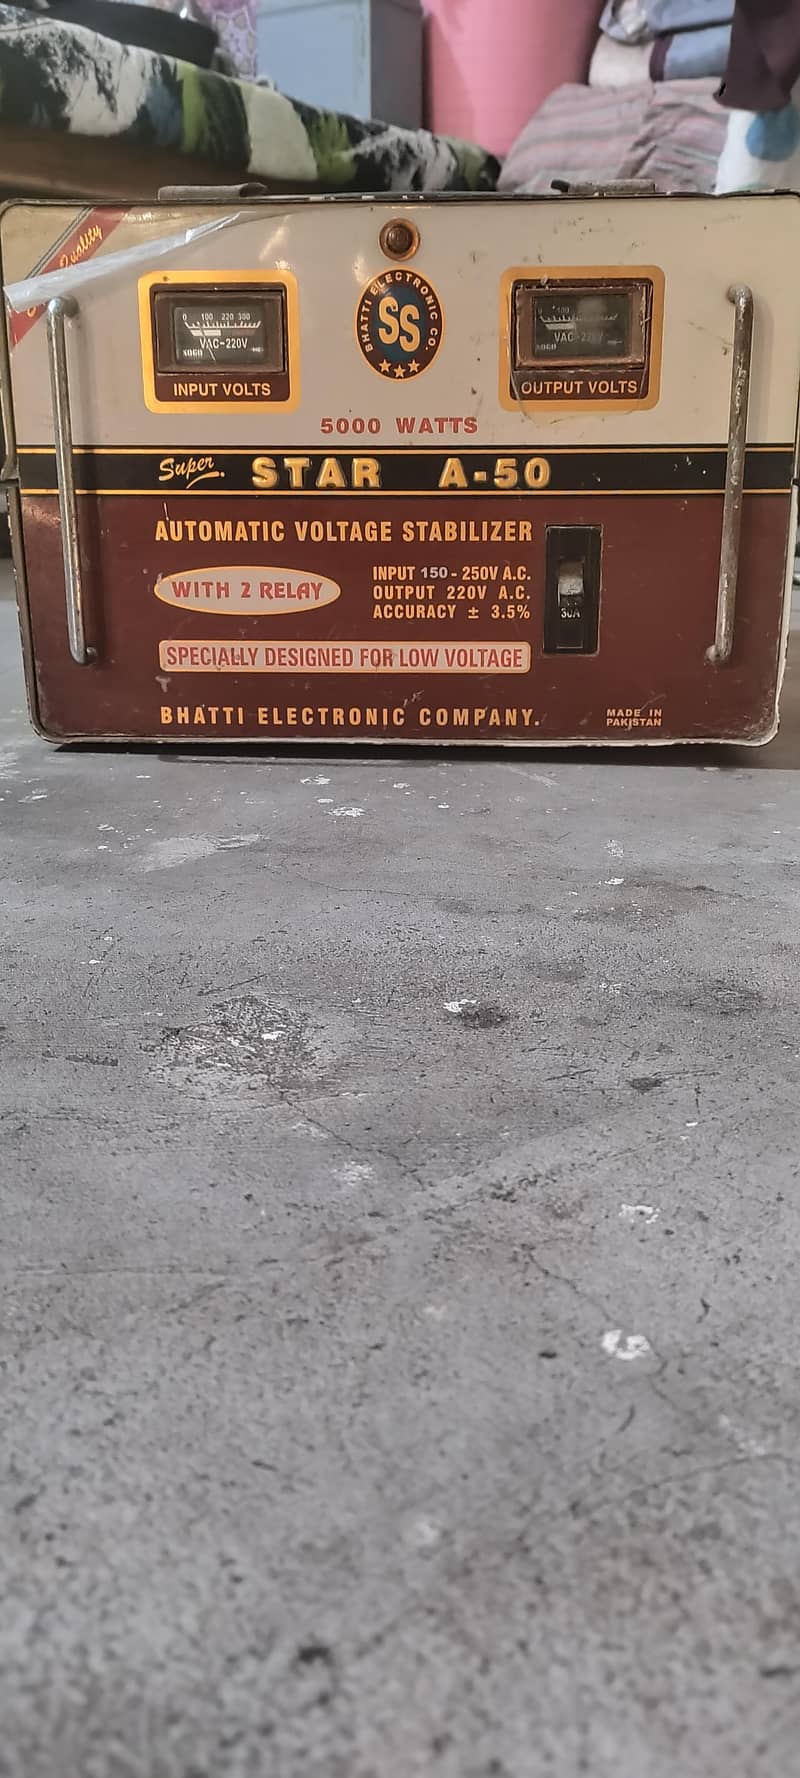 Quality
0 100 220 300
VAC-220V
SOGO
INPUT VOLTS
BHATTI ELECTRONIC CO.
SS
100
VAC-220V
OUTPUT VOLTS
5000 WATTS
Super STAR A-50
AUTOMATIC VOLTAGE STABILIZER
WITH 2 RELAY
INPUT 150-250V A.C.
OUTPUT 220V A.C.
ACCURACY ± 3.5%
30A
SPECIALLY DESIGNED FOR LOW VOLTAGE
BHATTI ELECTRONIC COMPANY.
MADE IN
PAKISTAN